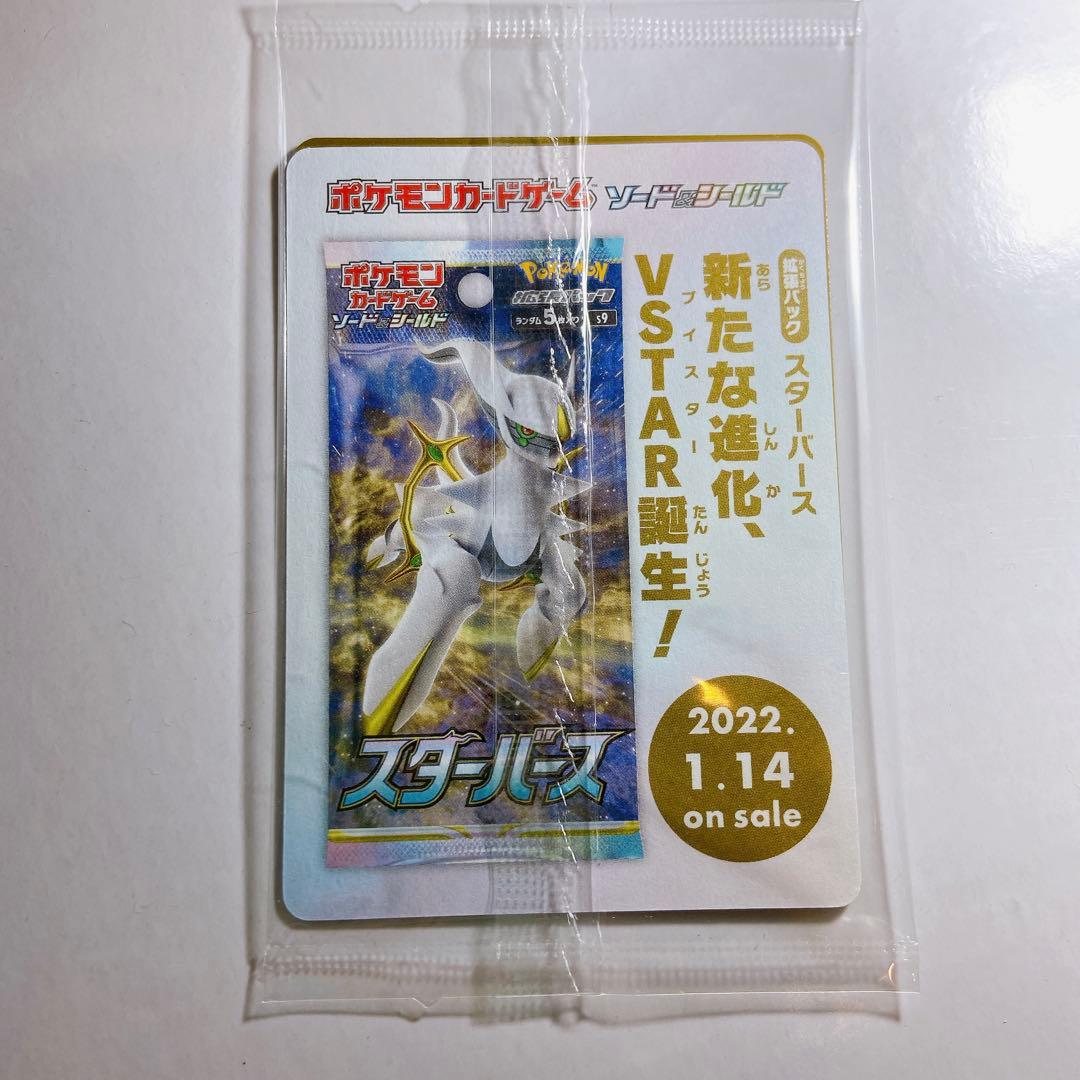 ポケモンカードゲーム ソード&シールド
拡張パック スターバース
かくちょう
新たな進化、
あら しん か
VSTAR誕生!
ブイスター たん じょう
ポケモン
カードゲーム
ソード&シールド
POKÉMON
拡張パック
ランダム5枚入り s9
スターバース
2022.
1.14
on sale